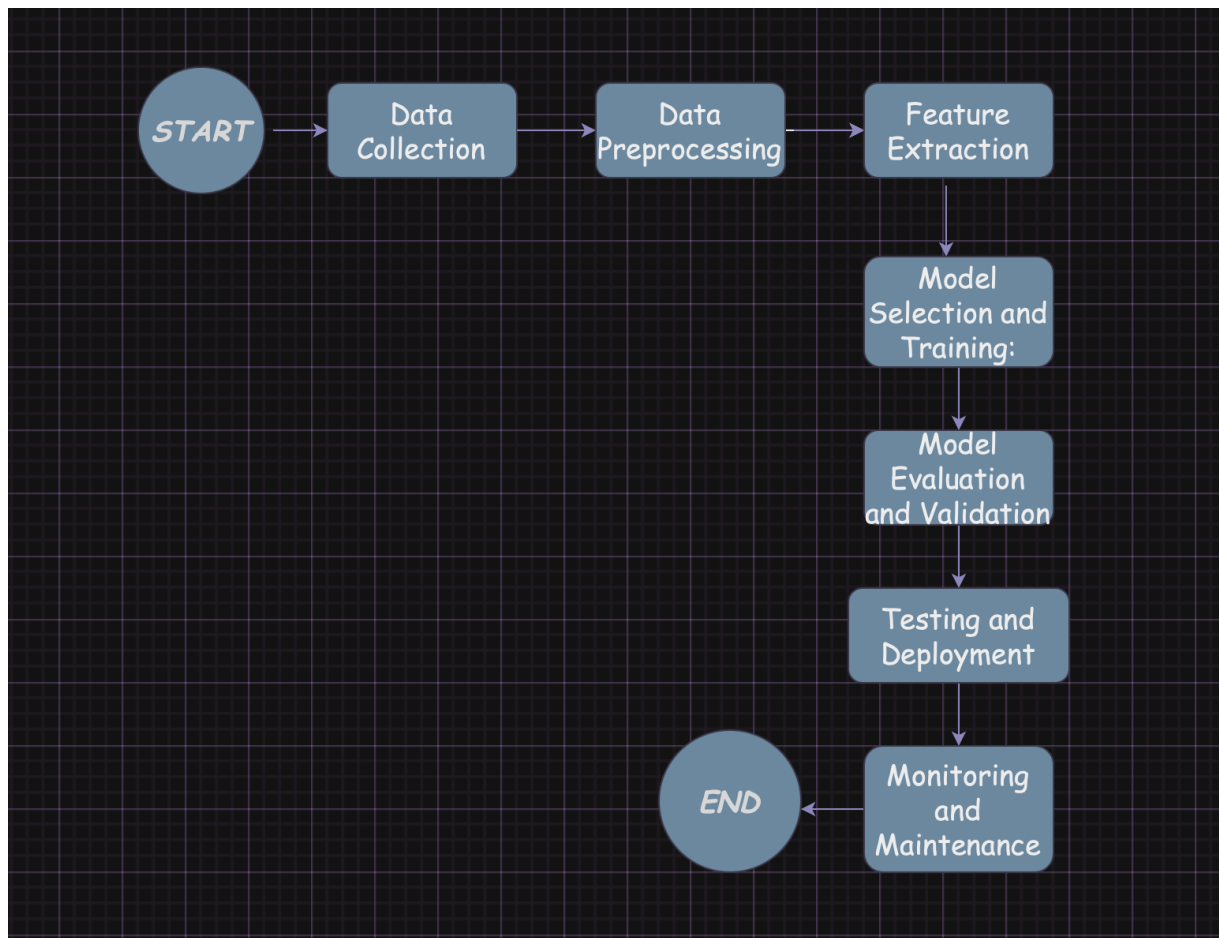 START
Data
Collection
Data
Preprocessing
Feature
Extraction
Model
Selection and
Training:
Model
Evaluation
and Validation
Testing and
Deployment
Monitoring
and
Maintenance
END